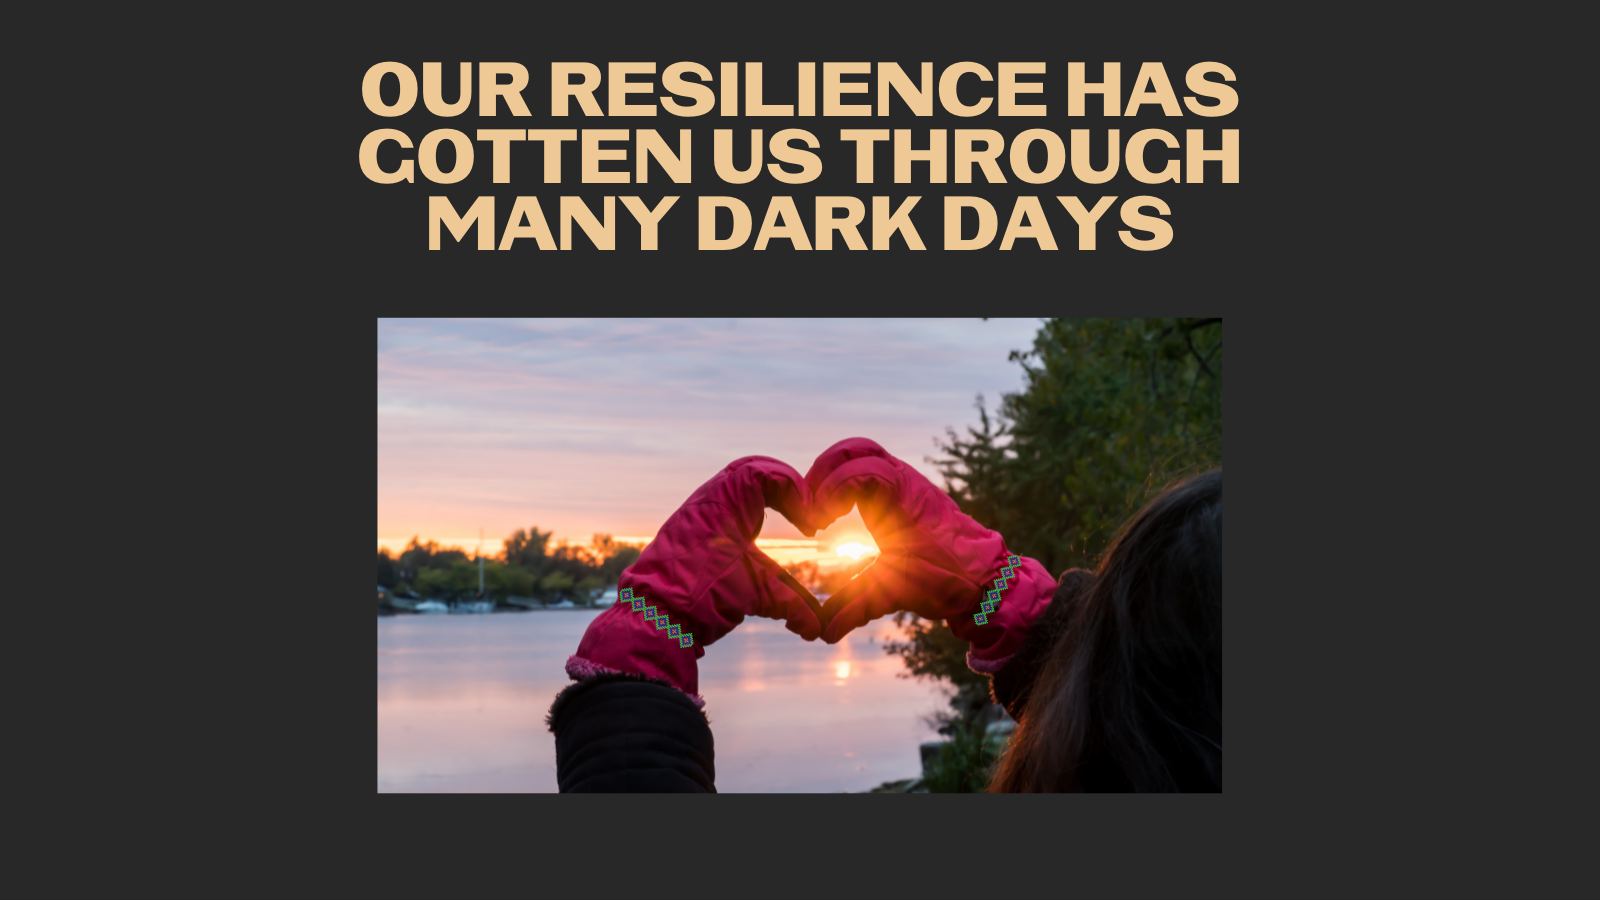 OUR RESILIENCE HAS
GOTTEN US THROUGH
MANY DARK DAYS